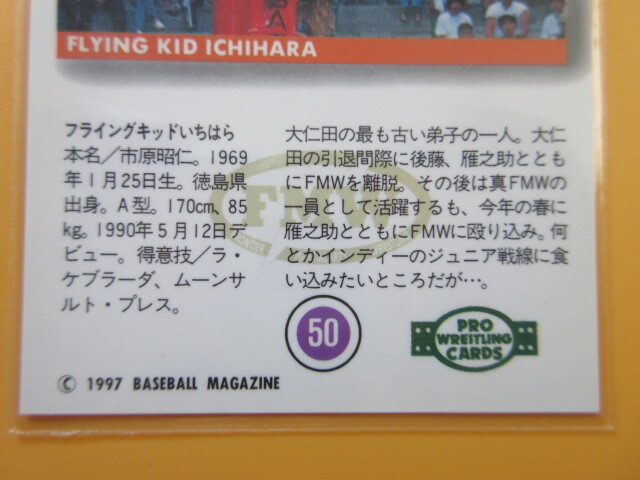 FLYING KID ICHIHARA
フライングキッドいちはら
本名／市原昭仁。1969
年1月25日生。徳島県
出身。A型。170cm、85
kg。1990年5月12日デ
ビュー。得意技／ラ・
ケブラーダ、ムーンサ
ルト・プレス。
大仁田の最も古い弟子の一人。大仁
田の引退間際に後藤、雁之助ととも
にFMWを離脱。その後は真FMWの
一員として活躍するも、今年の春に
雁之助とともにFMWに殴り込み。何
とかインディーのジュニア戦線に食
い込みたいところだが…。
FMW
50
PRO
WRESTLING
CARDS
© 1997 BASEBALL MAGAZINE